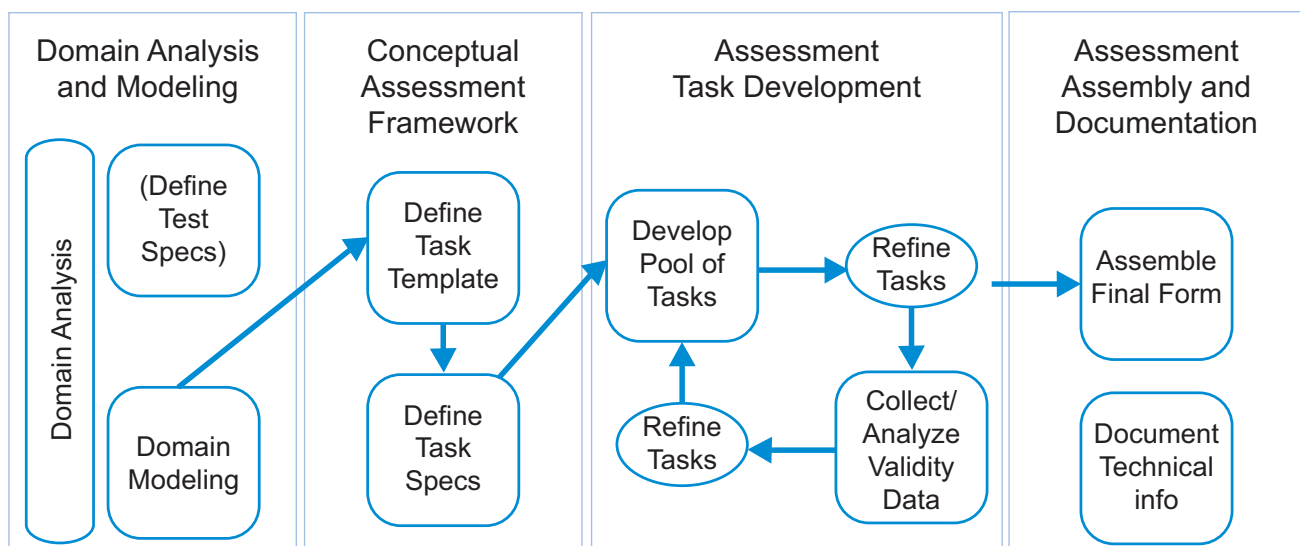 Domain Analysis
and Modeling
Domain Analysis
(Define
Test
Specs)
Domain
Modeling
Conceptual
Assessment
Framework
Define
Task
Template
Define
Task
Specs
Assessment
Task Development
Develop
Pool of
Tasks
Refine
Tasks
Collect/
Analyze
Validity
Data
Refine
Tasks
Assessment
Assembly and
Documentation
Assemble
Final Form
Document
Technical
info